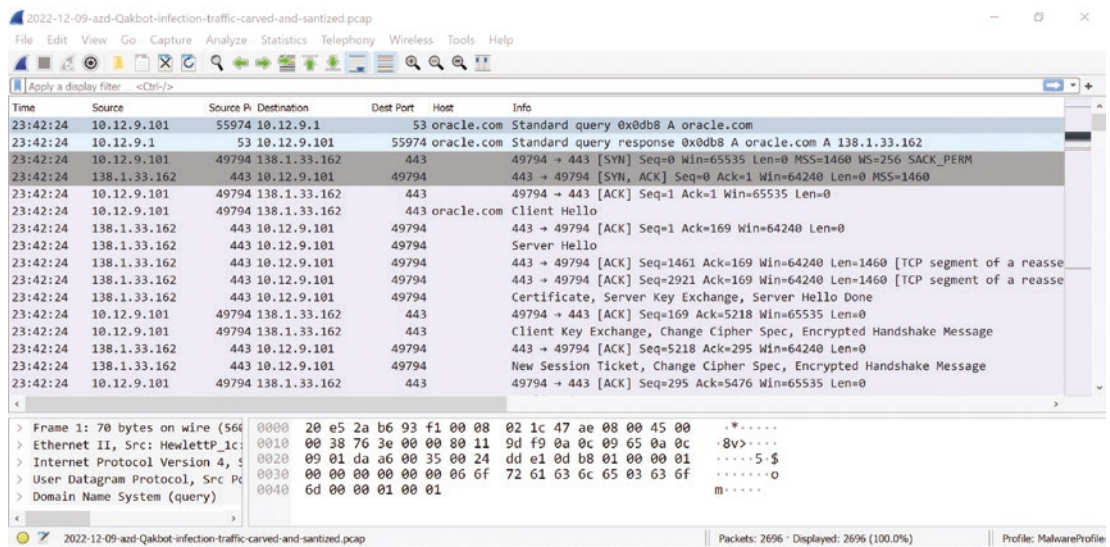 2022-12-09-azd-Qakbot-infection-traffic-carved-and-santized.pcap
File Edit View Go Capture Analyze Statistics Telephony Wireless Tools Help
Apply a display filter ... <Ctrl-/>
Time Source Source Destination Dest Port Host Info
23:42:24 10.12.9.101 55974 10.12.9.1 53 oracle.com Standard query 0x0db8 A oracle.com
23:42:24 10.12.9.1 53 10.12.9.101 55974 oracle.com Standard query response 0x0db8 A oracle.com A 138.1.33.162
23:42:24 10.12.9.101 49794 138.1.33.162 443 49794 → 443 [SYN] Seq=0 Win=65535 Len=0 MSS=1460 WS=256 SACK_PERM
23:42:24 138.1.33.162 443 10.12.9.101 49794 443 → 49794 [SYN, ACK] Seq=0 Ack=1 Win=64240 Len=0 MSS=1460
23:42:24 10.12.9.101 49794 138.1.33.162 443 49794 → 443 [ACK] Seq=1 Ack=1 Win=65535 Len=0
23:42:24 10.12.9.101 49794 138.1.33.162 443 oracle.com Client Hello
23:42:24 138.1.33.162 443 10.12.9.101 49794 443 → 49794 [ACK] Seq=1 Ack=169 Win=64240 Len=0
23:42:24 138.1.33.162 443 10.12.9.101 49794 Server Hello
23:42:24 138.1.33.162 443 10.12.9.101 49794 443 → 49794 [ACK] Seq=1461 Ack=169 Win=64240 Len=1460 [TCP segment of a reasse
23:42:24 138.1.33.162 443 10.12.9.101 49794 443 → 49794 [ACK] Seq=2921 Ack=169 Win=64240 Len=1460 [TCP segment of a reasse
23:42:24 138.1.33.162 443 10.12.9.101 49794 Certificate, Server Key Exchange, Server Hello Done
23:42:24 10.12.9.101 49794 138.1.33.162 443 49794 → 443 [ACK] Seq=169 Ack=5218 Win=65535 Len=0
23:42:24 10.12.9.101 49794 138.1.33.162 443 Client Key Exchange, Change Cipher Spec, Encrypted Handshake Message
23:42:24 138.1.33.162 443 10.12.9.101 49794 443 → 49794 [ACK] Seq=5218 Ack=295 Win=64240 Len=0
23:42:24 138.1.33.162 443 10.12.9.101 49794 New Session Ticket, Change Cipher Spec, Encrypted Handshake Message
23:42:24 10.12.9.101 49794 138.1.33.162 443 49794 → 443 [ACK] Seq=295 Ack=5476 Win=65535 Len=0
> Frame 1: 70 bytes on wire (560
> Ethernet II, Src: HewlettP_1c:
> Internet Protocol Version 4, S
> User Datagram Protocol, Src Po
> Domain Name System (query)
0000 20 e5 2a b6 93 f1 00 08 02 1c 47 ae 08 00 45 00 ·*·····
0010 00 38 76 3e 00 00 80 11 9d f9 0a 0c 09 65 0a 0c ·8v>·····
0020 09 01 da a6 00 35 00 24 dd e1 0d b8 01 00 00 01 ·····5·$
0030 00 00 00 00 00 00 06 6f 72 61 63 6c 65 03 63 6f ·······o
0040 6d 00 00 01 00 01 m·····
2022-12-09-azd-Qakbot-infection-traffic-carved-and-santized.pcap Packets: 2696 · Displayed: 2696 (100.0%) Profile: MalwareProfile